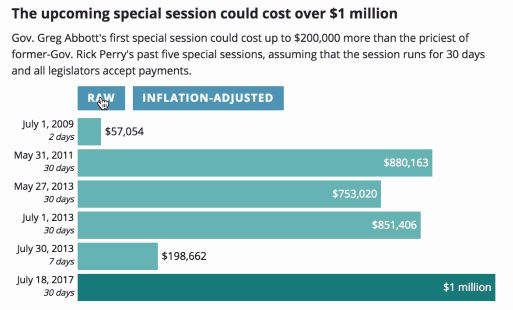 The upcoming special session could cost over $1 million
Gov. Greg Abbott's first special session could cost up to $200,000 more than the priciest of
former-Gov. Rick Perry's past five special sessions, assuming that the session runs for 30 days
and all legislators accept payments.
RAW INFLATION-ADJUSTED
July 1, 2009
2 days
$57,054
May 31, 2011
30 days
$880,163
May 27, 2013
30 days
$753,020
July 1, 2013
30 days
$851,406
July 30, 2013
7 days
$198,662
July 18, 2017
30 days
$1 million